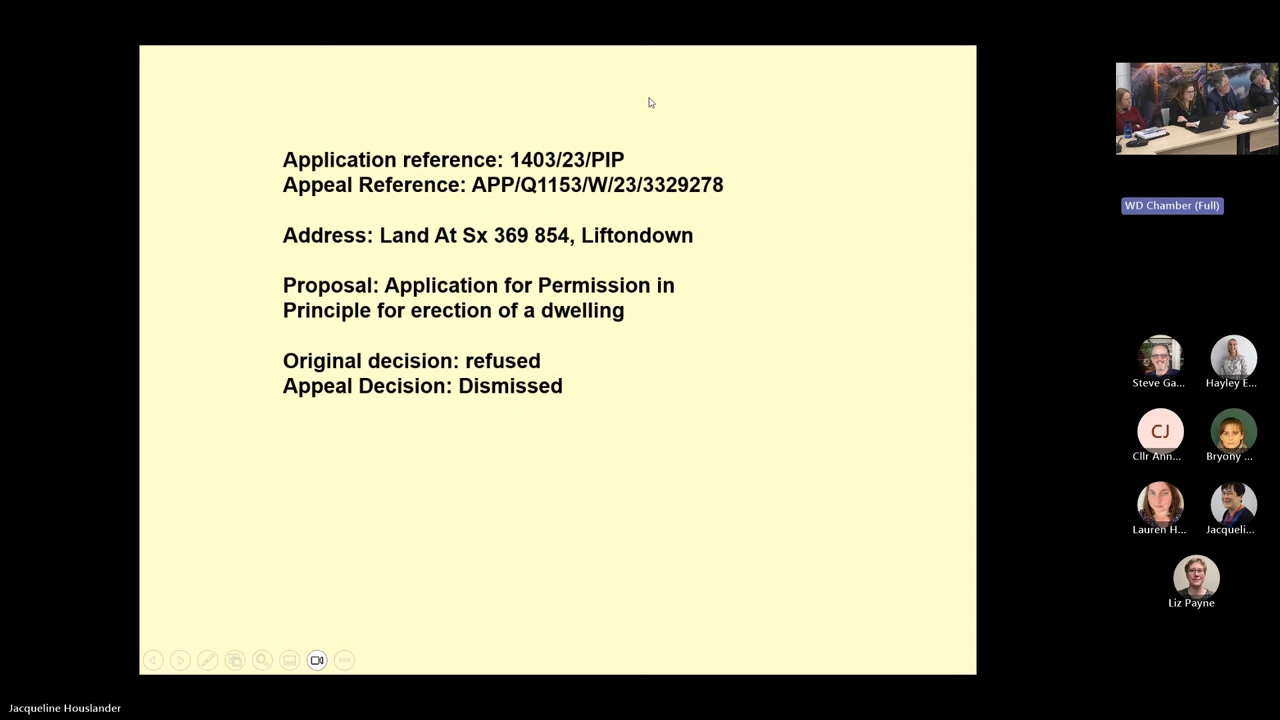 Application reference: 1403/23/PIP
Appeal Reference: APP/Q1153/W/23/3329278
Address: Land At Sx 369 854, Liftondown
Proposal: Application for Permission in
Principle for erection of a dwelling
Original decision: refused
Appeal Decision: Dismissed
WD Chamber (Full)
Steve Ga...
Hayley E...
CJ
Cllr Ann...
Bryony ...
Lauren H...
Jacqueli...
Liz Payne
Jacqueline Houslander